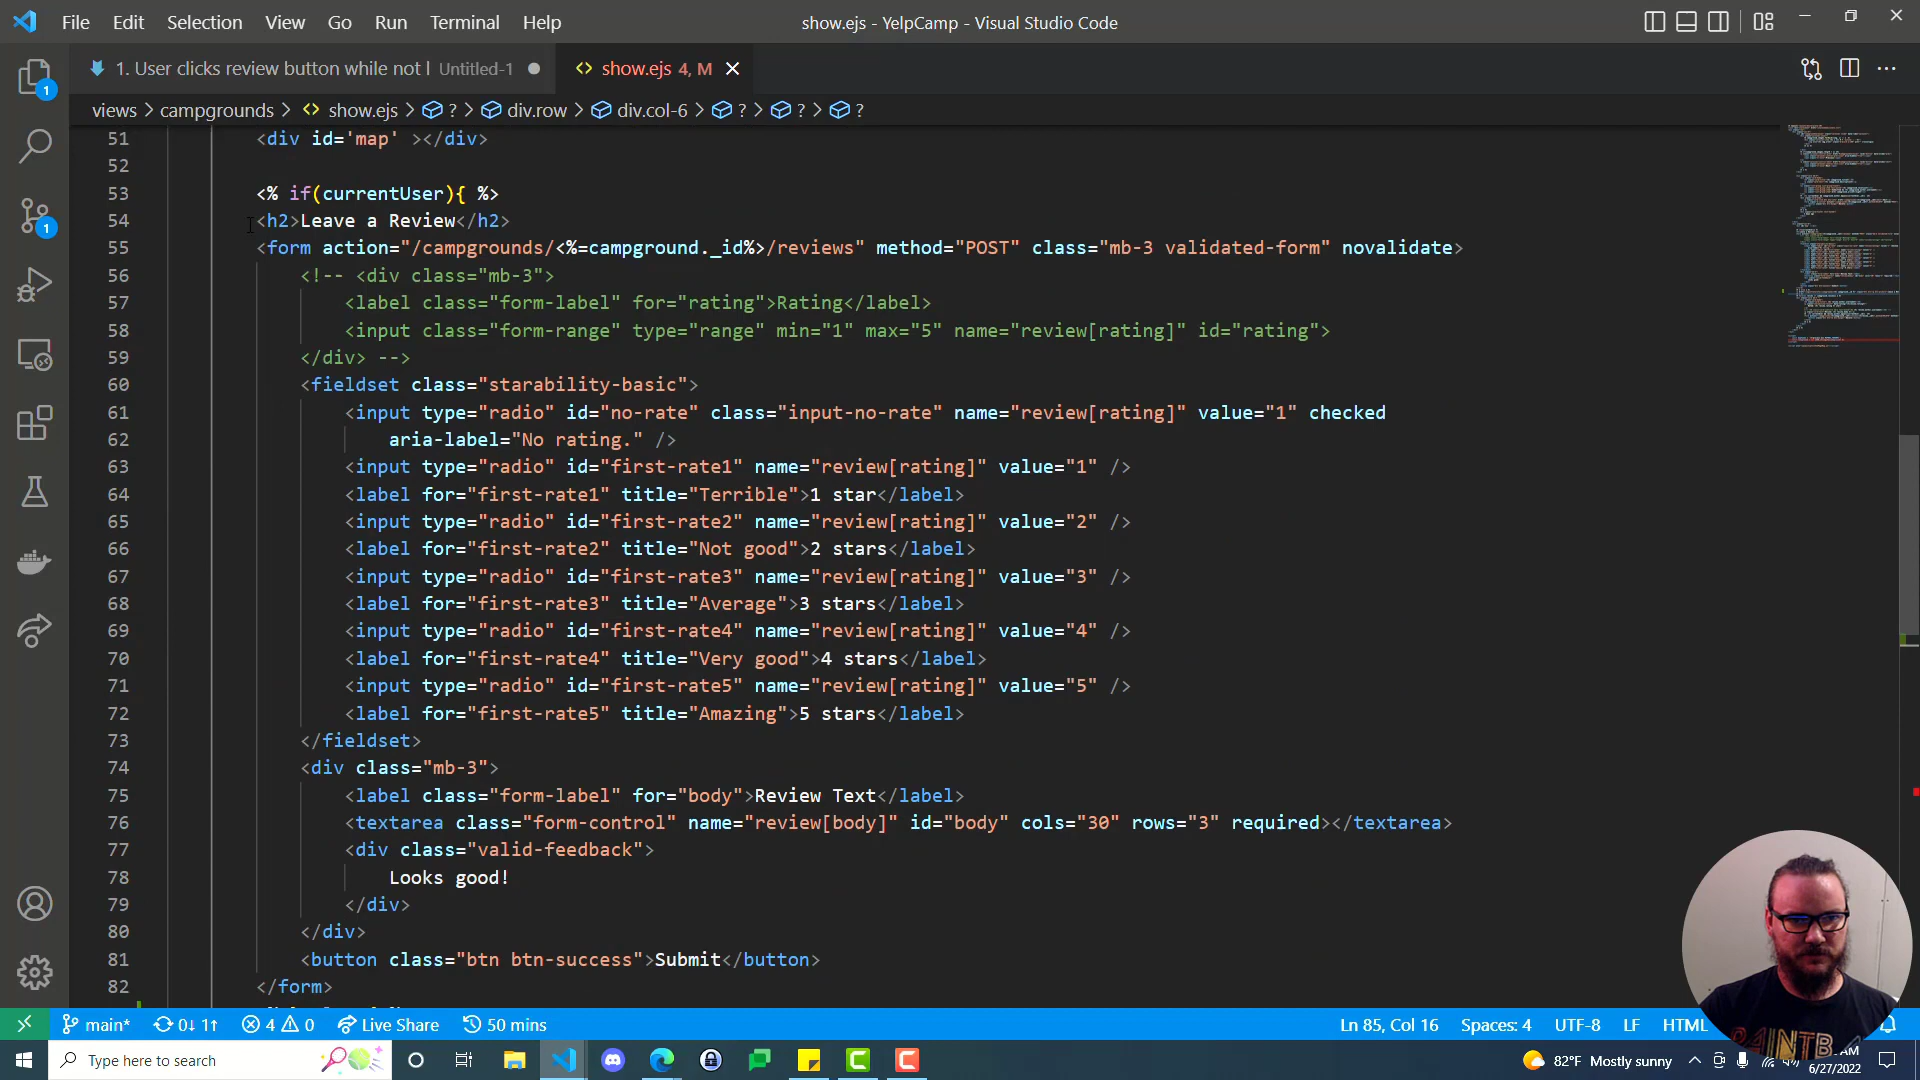 File Edit Selection View Go Run Terminal Help
show.ejs - YelpCamp - Visual Studio Code
1. User clicks review button while not l Untitled-1
show.ejs 4, M
views > campgrounds > show.ejs > ? > div.row > div.col-6 > ? > ? > ?
51 <div id='map' ></div>
52
53 <% if(currentUser){ %>
54 <h2>Leave a Review</h2>
55 <form action="/campgrounds/<%=campground._id%>/reviews" method="POST" class="mb-3 validated-form" novalidate>
56 <!-- <div class="mb-3">
57 <label class="form-label" for="rating">Rating</label>
58 <input class="form-range" type="range" min="1" max="5" name="review[rating]" id="rating">
59 </div> -->
60 <fieldset class="starability-basic">
61 <input type="radio" id="no-rate" class="input-no-rate" name="review[rating]" value="1" checked
62 aria-label="No rating." />
63 <input type="radio" id="first-rate1" name="review[rating]" value="1" />
64 <label for="first-rate1" title="Terrible">1 star</label>
65 <input type="radio" id="first-rate2" name="review[rating]" value="2" />
66 <label for="first-rate2" title="Not good">2 stars</label>
67 <input type="radio" id="first-rate3" name="review[rating]" value="3" />
68 <label for="first-rate3" title="Average">3 stars</label>
69 <input type="radio" id="first-rate4" name="review[rating]" value="4" />
70 <label for="first-rate4" title="Very good">4 stars</label>
71 <input type="radio" id="first-rate5" name="review[rating]" value="5" />
72 <label for="first-rate5" title="Amazing">5 stars</label>
73 </fieldset>
74 <div class="mb-3">
75 <label class="form-label" for="body">Review Text</label>
76 <textarea class="form-control" name="review[body]" id="body" cols="30" rows="3" required></textarea>
77 <div class="valid-feedback">
78 Looks good!
79 </div>
80 </div>
81 <button class="btn btn-success">Submit</button>
82 </form>
1
1
main* 0↓ 1↑ 4 0 Live Share 50 mins
Ln 85, Col 16 Spaces: 4 UTF-8 LF HTML
Type here to search
82°F Mostly sunny
AM
6/27/2022